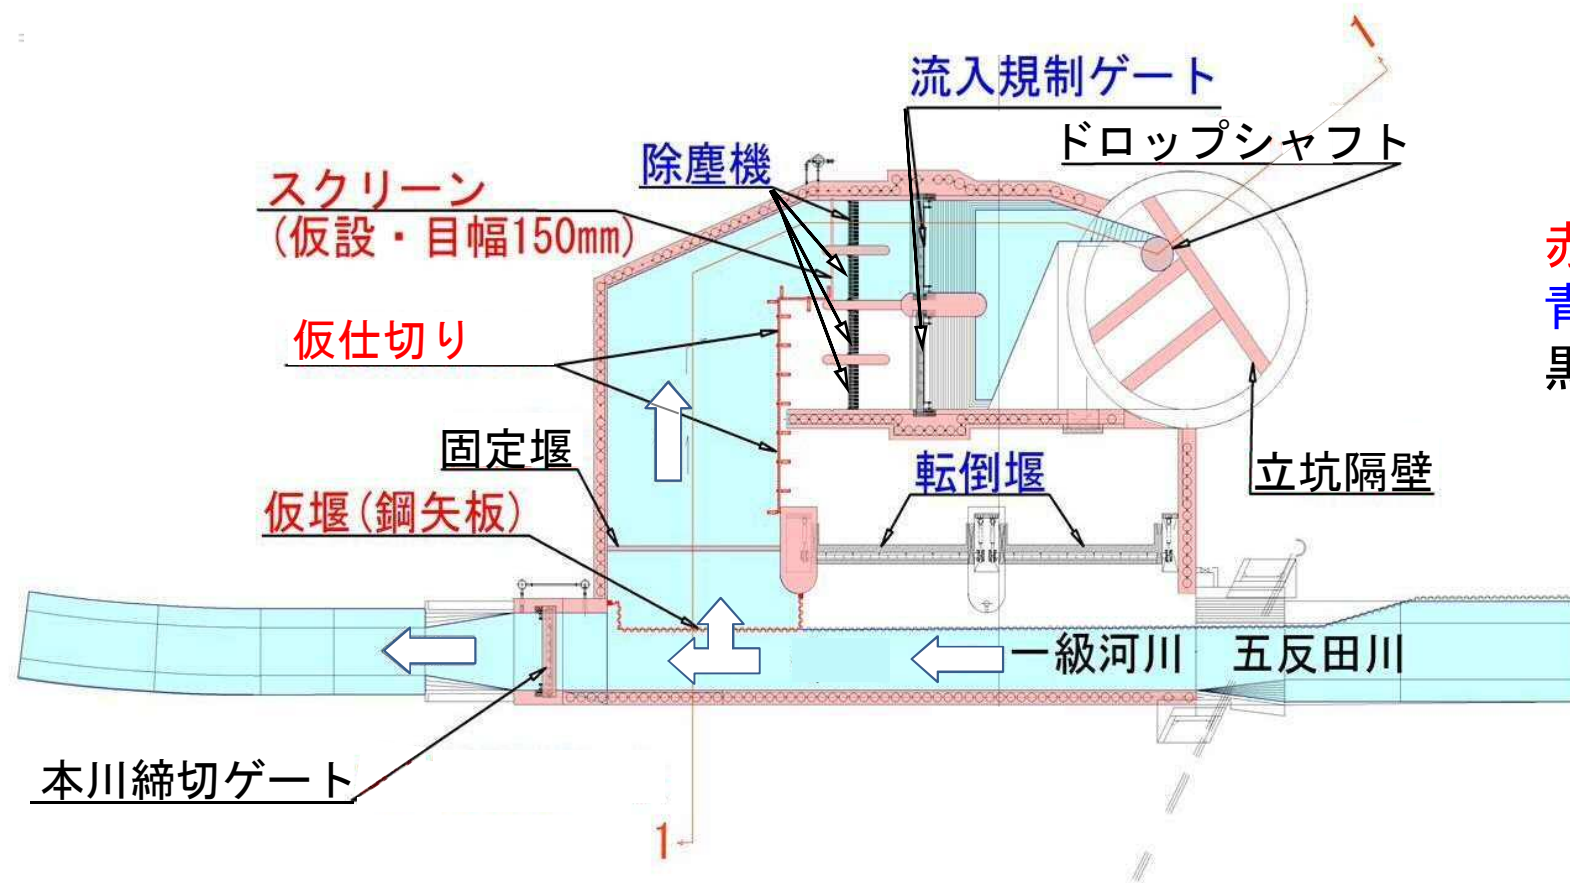 1
流入規制ゲート
ドロップシャフト
除塵機
スクリーン
(仮設・目幅150mm)
赤
青
黒
仮仕切り
固定堰
転倒堰
立坑隔壁
仮堰(鋼矢板)
一級河川 五反田川
本川締切ゲート
1